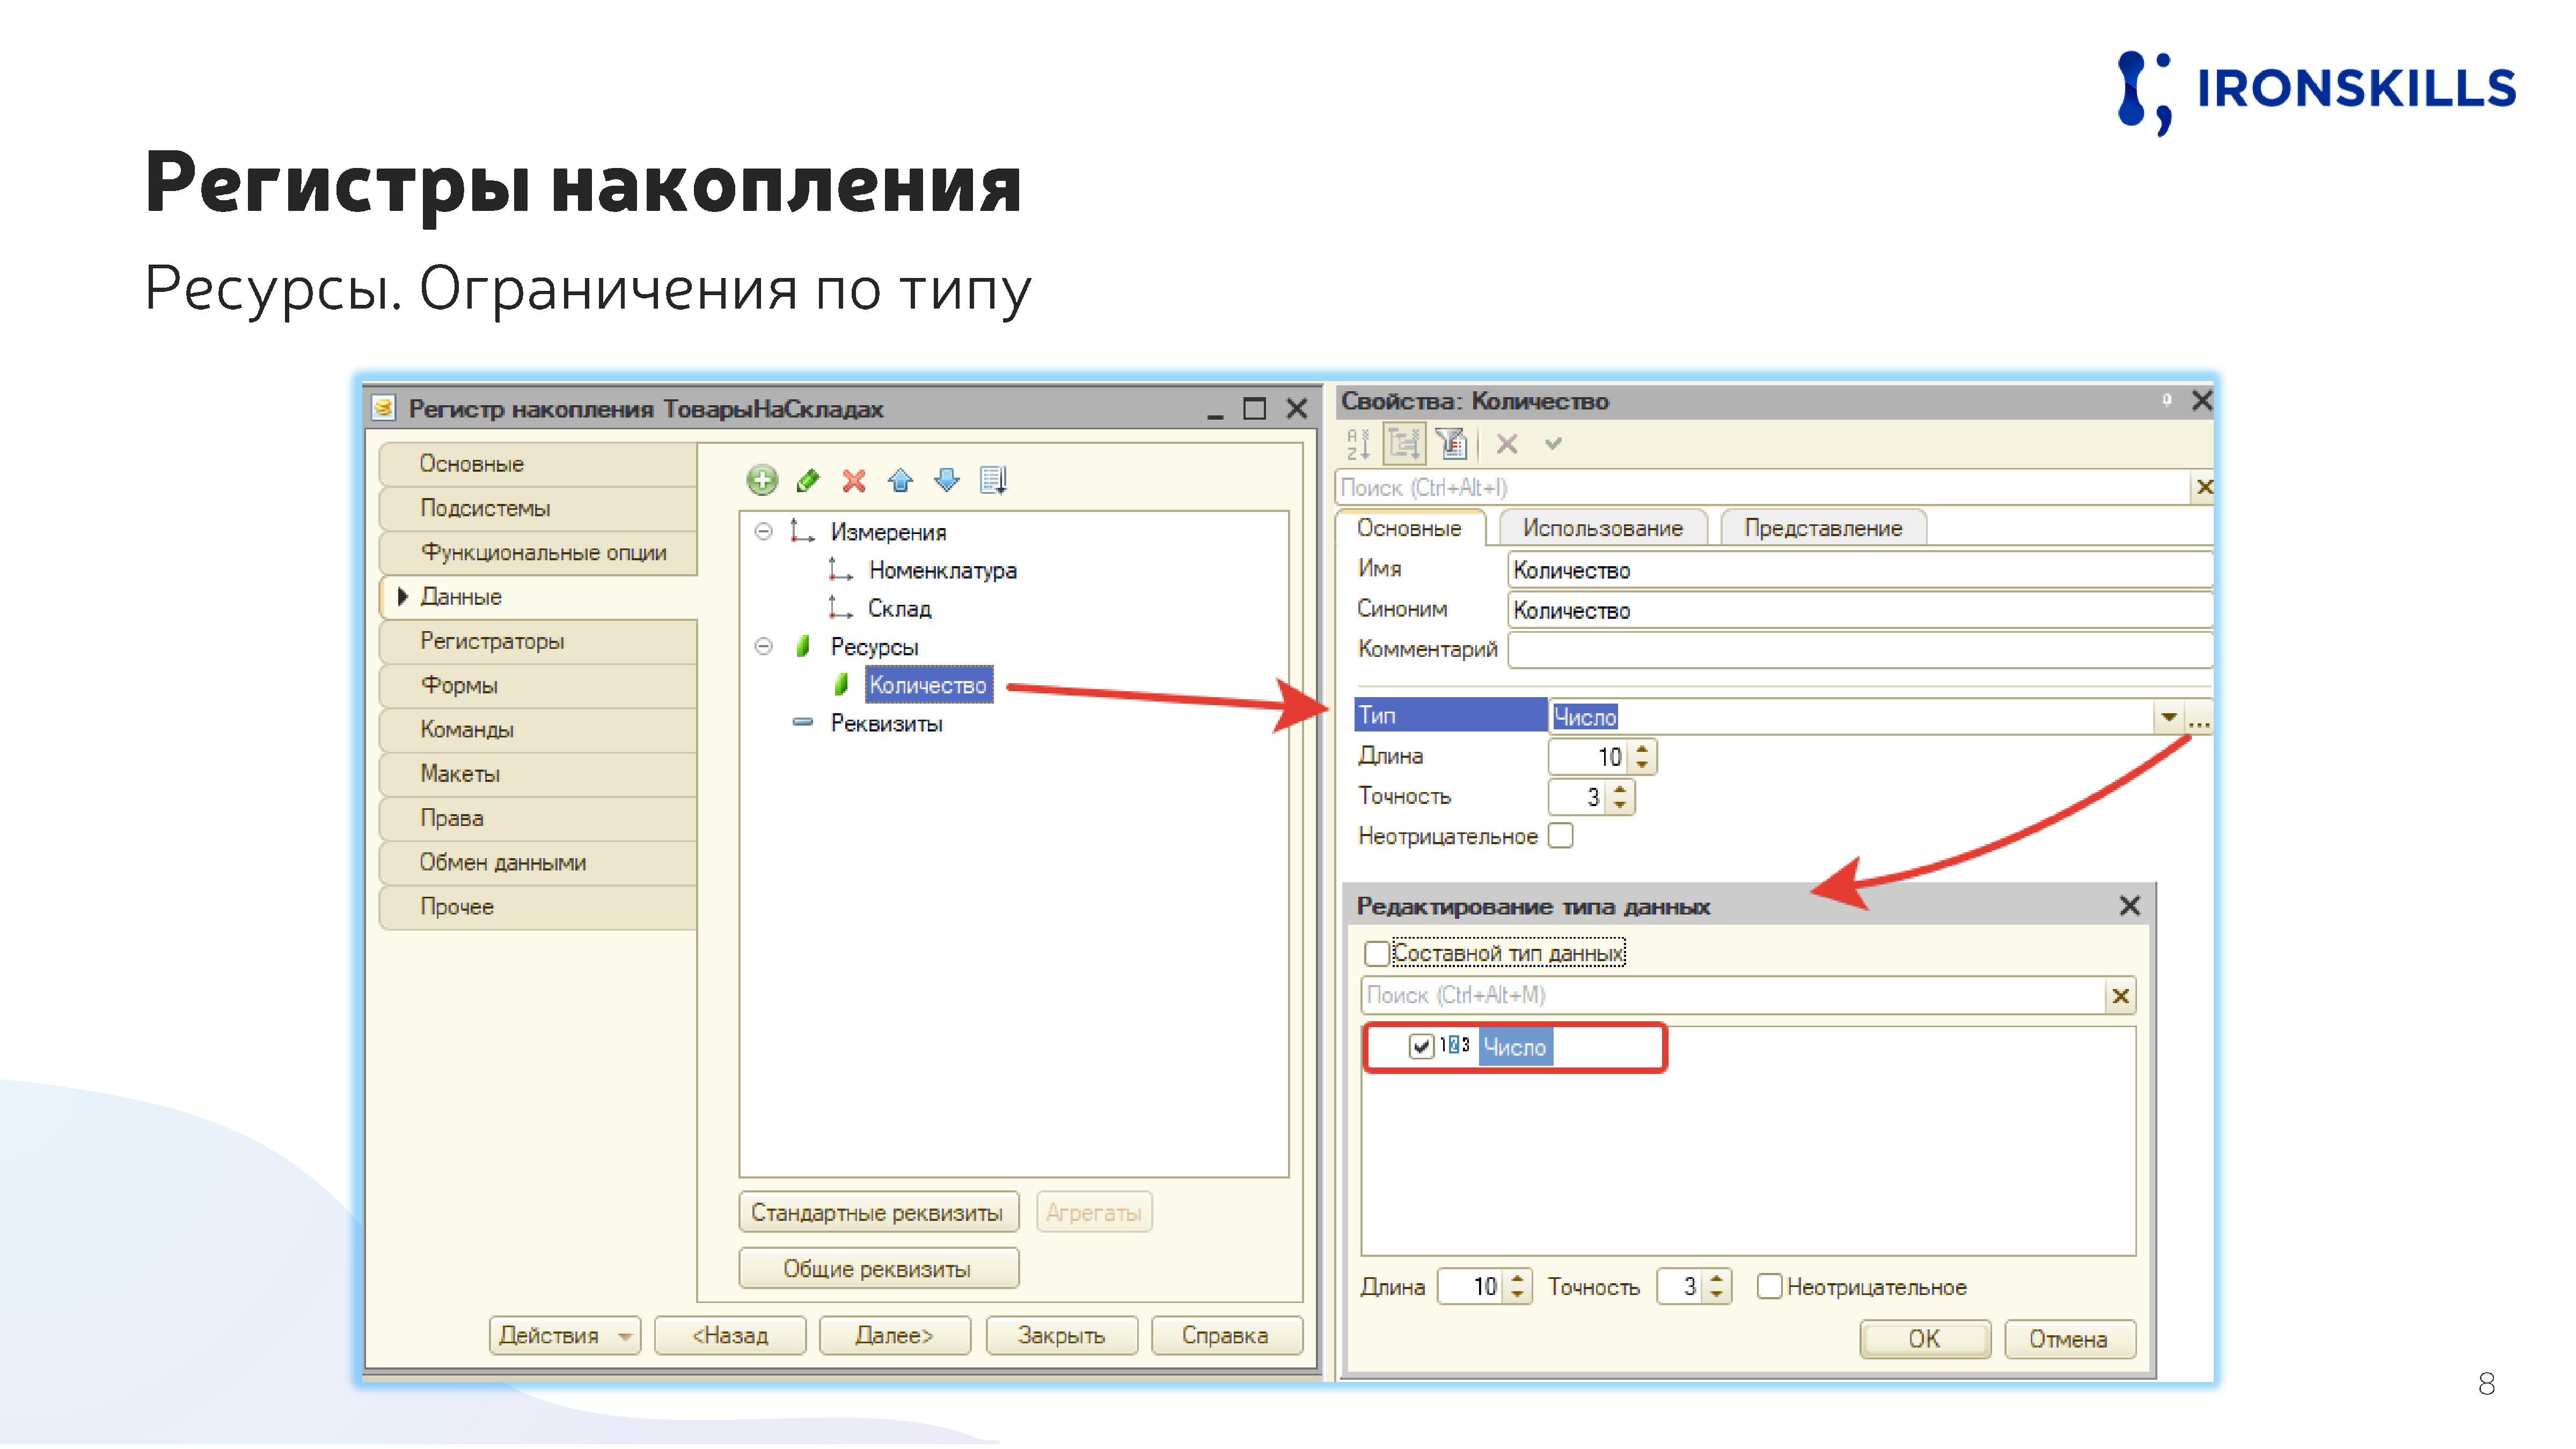 IRONSKILLS
Регистры накопления
Ресурсы. Ограничения по типу
Регистр накопления ТоварыНаСкладах
Основные
Подсистемы
Функциональные опции
Данные
Регистраторы
Формы
Команды
Макеты
Права
Обмен данными
Прочее
Измерения
Номенклатура
Склад
Ресурсы
Количество
Реквизиты
Стандартные реквизиты Агрегаты
Общие реквизиты
Действия <Назад Далее> Закрыть Справка
Свойства: Количество
Поиск (Ctrl+Alt+I)
Основные Использование Представление
Имя Количество
Синоним Количество
Комментарий
Тип Число ...
Длина 10
Точность 3
Неотрицательное
Редактирование типа данных
Составной тип данных
Поиск (Ctrl+Alt+M)
123 Число
Длина 10 Точность 3 Неотрицательное
OK Отмена
8